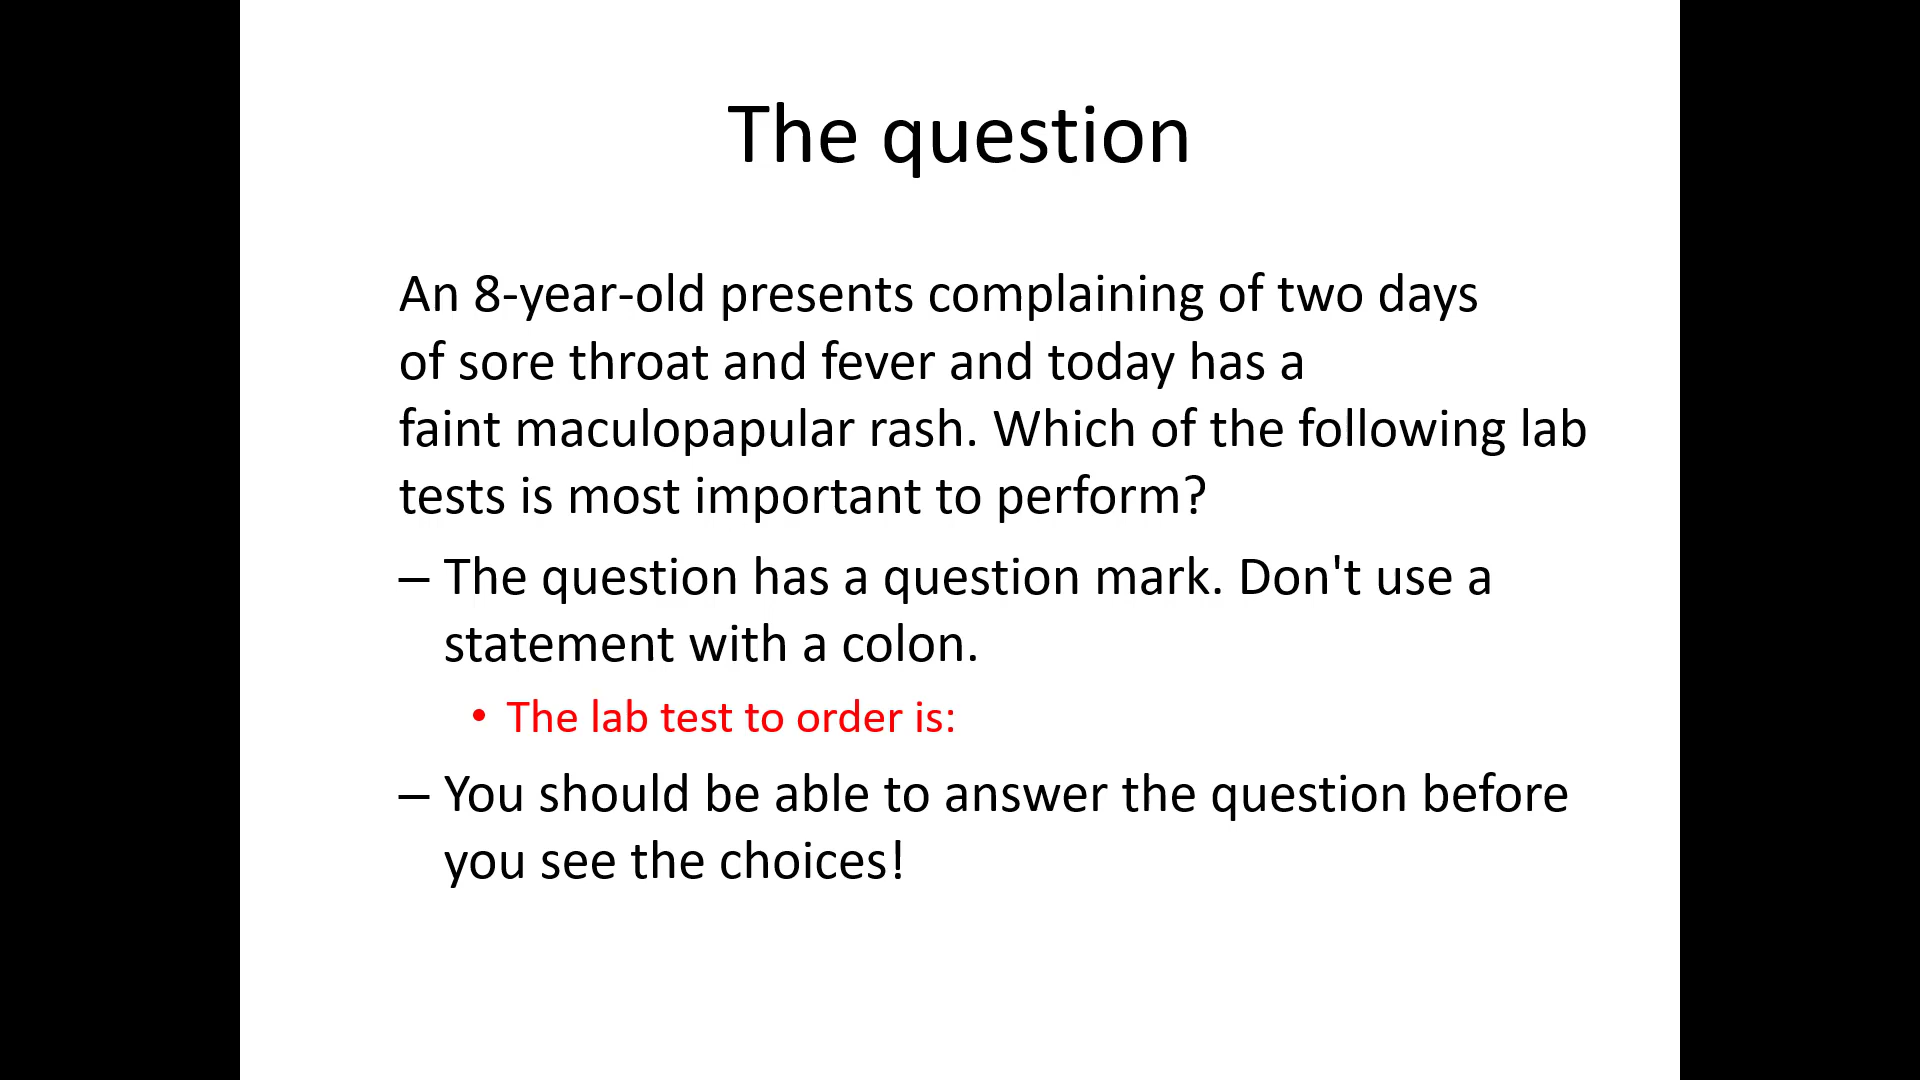 The question
An 8-year-old presents complaining of two days
of sore throat and fever and today has a
faint maculopapular rash. Which of the following lab
tests is most important to perform?
– The question has a question mark. Don't use a
statement with a colon.
• The lab test to order is:
– You should be able to answer the question before
you see the choices!